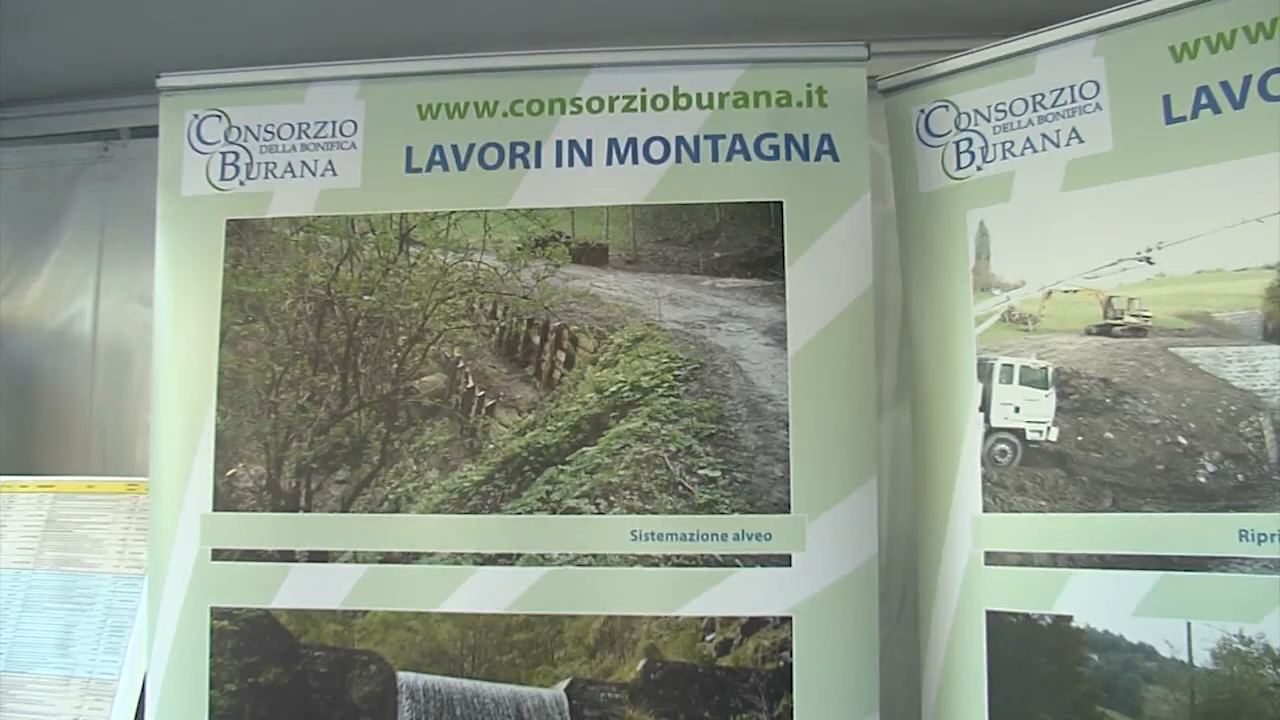 CONSORZIO
DELLA BONIFICA
BURANA
www.consorzioburana.it
LAVORI IN MONTAGNA
Sistemazione alveo
CONSORZIO
DELLA BONIFICA
BURANA
www
LAVO
Ripri